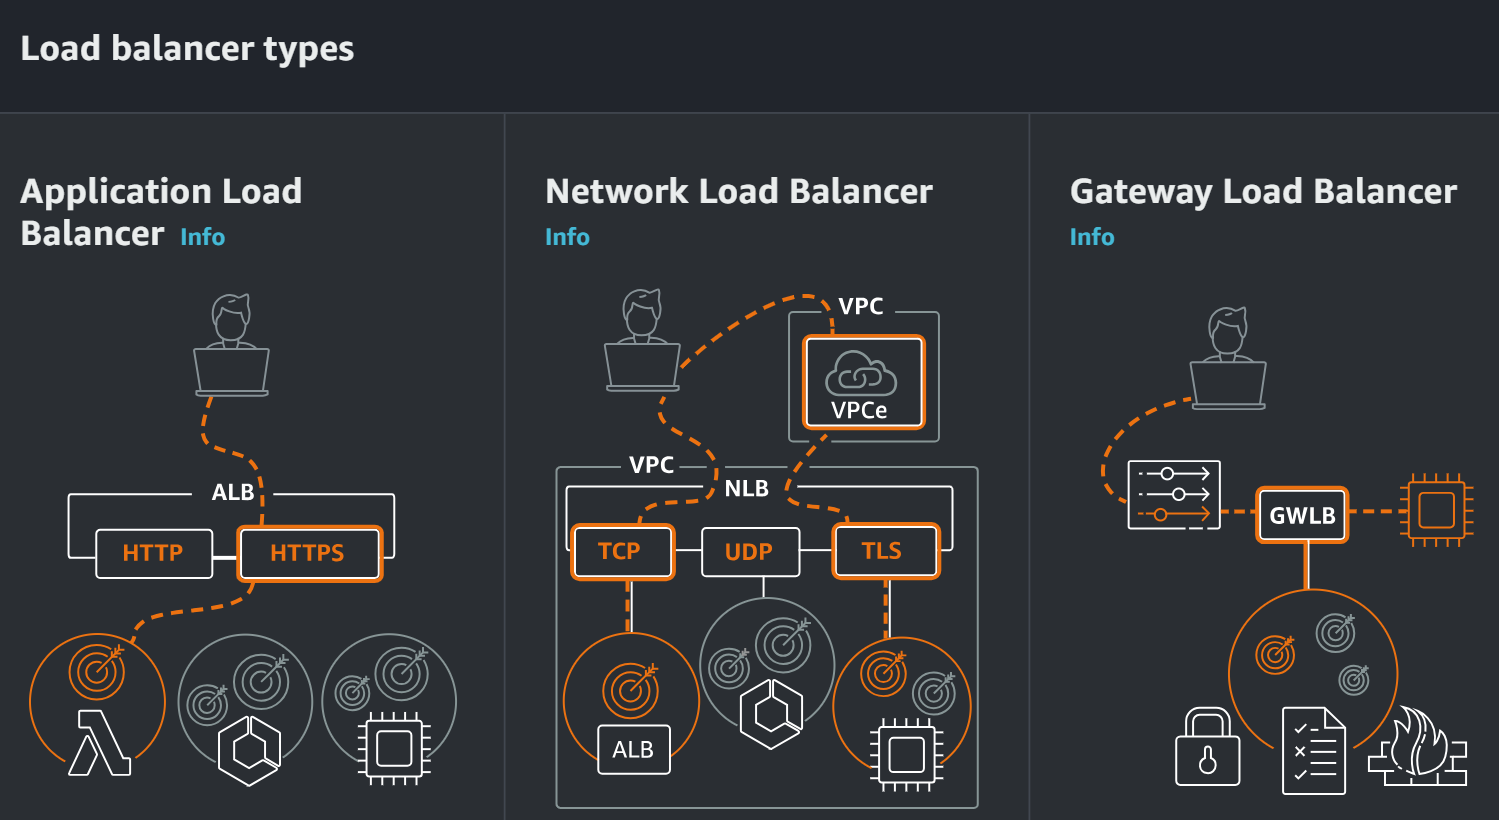 Load balancer types
Application Load
Balancer Info
ALB
HTTP HTTPS
Network Load Balancer
Info
VPC
VPCe
VPC
NLB
TCP UDP TLS
ALB
Gateway Load Balancer
Info
GWLB